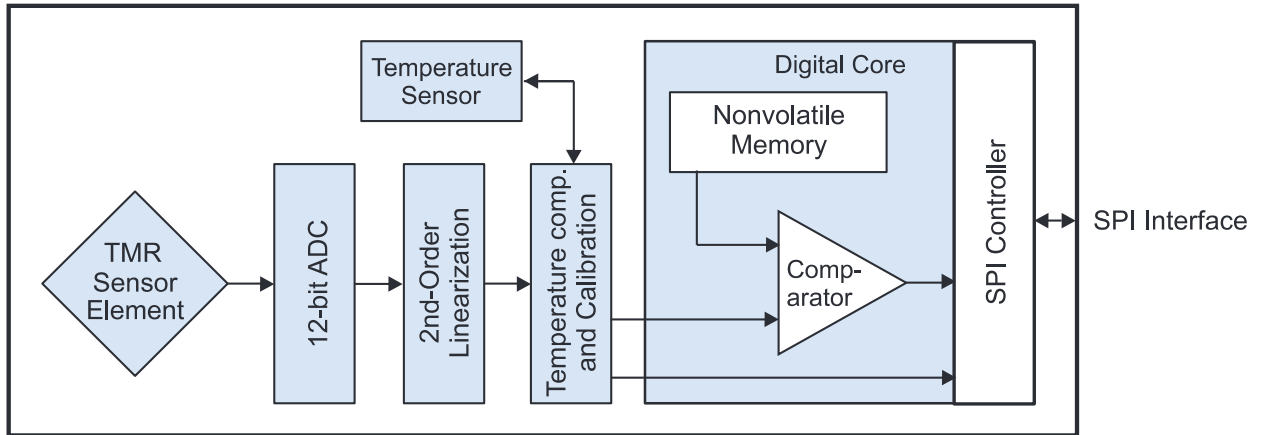 Temperature
Sensor
Digital Core
Nonvolatile
Memory
TMR
Sensor
Element
12-bit ADC
2nd-Order
Linearization
Temperature comp.
and Calibration
Comp-
arator
SPI Controller
SPI Interface